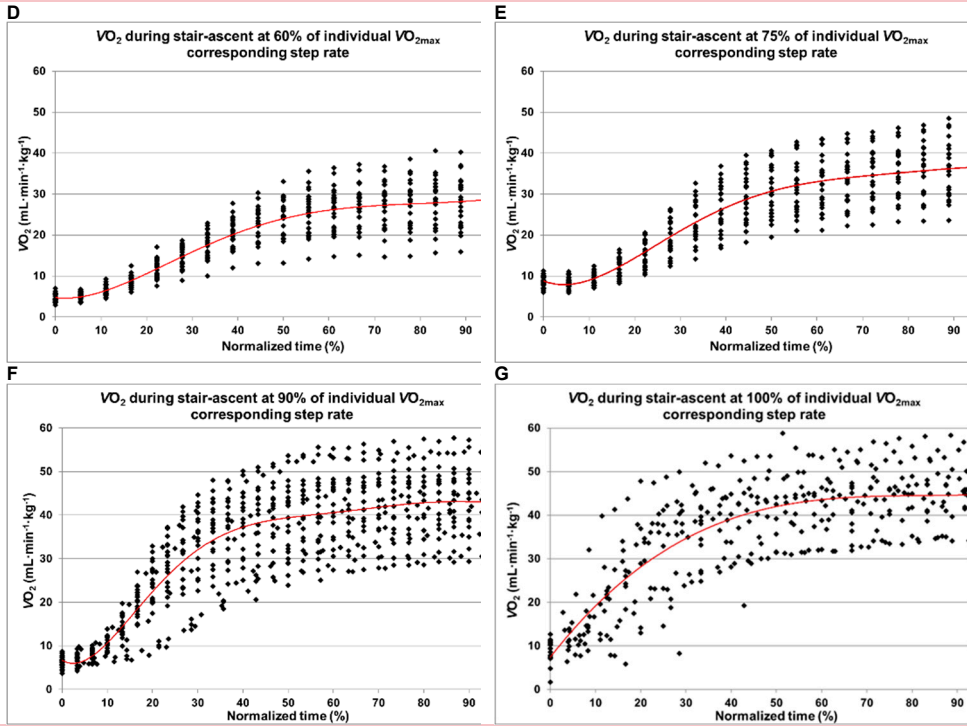 D
VO₂ during stair-ascent at 60% of individual VO₂max
corresponding step rate
60
50
40
30
20
10
0
VO₂ (mL·min⁻¹·kg⁻¹)
0 10 20 30 40 50 60 70 80 90
Normalized time (%)
E
VO₂ during stair-ascent at 75% of individual VO₂max
corresponding step rate
60
50
40
30
20
10
0
VO₂ (mL·min⁻¹·kg⁻¹)
0 10 20 30 40 50 60 70 80 90
Normalized time (%)
F
VO₂ during stair-ascent at 90% of individual VO₂max
corresponding step rate
60
50
40
30
20
10
0
VO₂ (mL·min⁻¹·kg⁻¹)
0 10 20 30 40 50 60 70 80 90
Normalized time (%)
G
VO₂ during stair-ascent at 100% of individual VO₂max
corresponding step rate
60
50
40
30
20
10
0
VO₂ (mL·min⁻¹·kg⁻¹)
0 10 20 30 40 50 60 70 80 90
Normalized time (%)